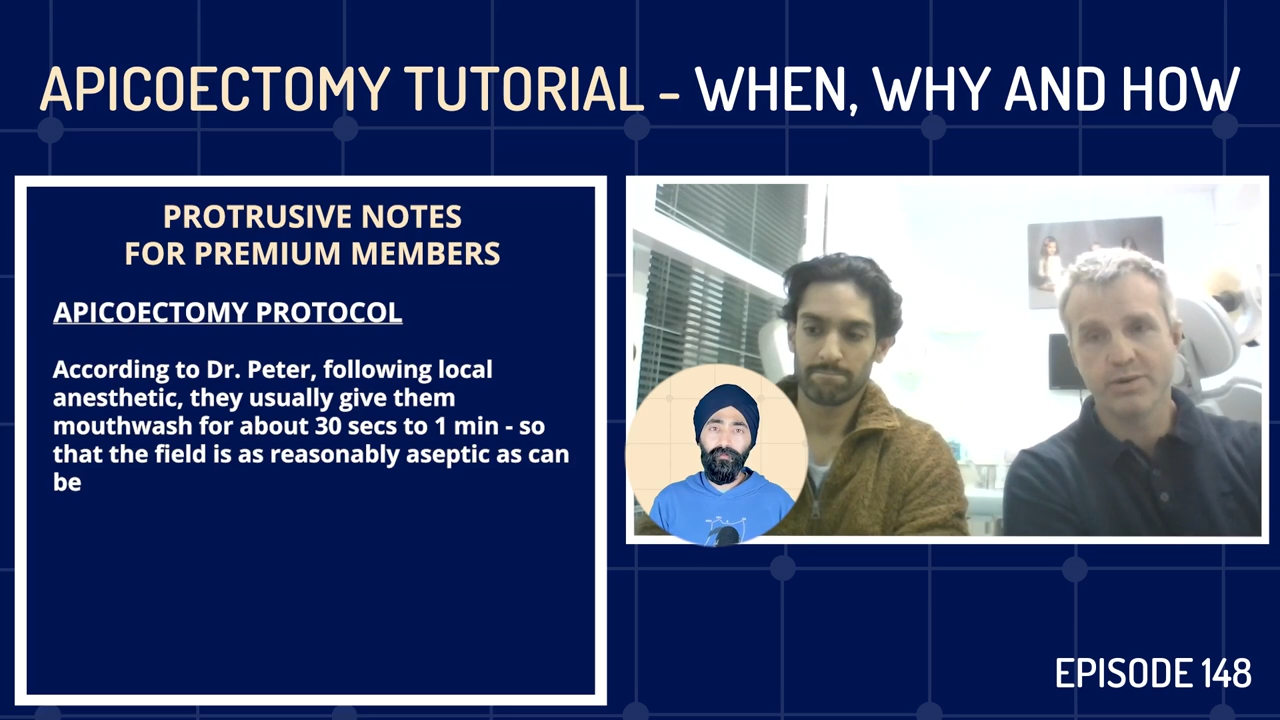 APICOECTOMY TUTORIAL - WHEN, WHY AND HOW
PROTRUSIVE NOTES
FOR PREMIUM MEMBERS
APICOECTOMY PROTOCOL
According to Dr. Peter, following local
anesthetic, they usually give them
mouthwash for about 30 secs to 1 min - so
that the field is as reasonably aseptic as can
be
EPISODE 148